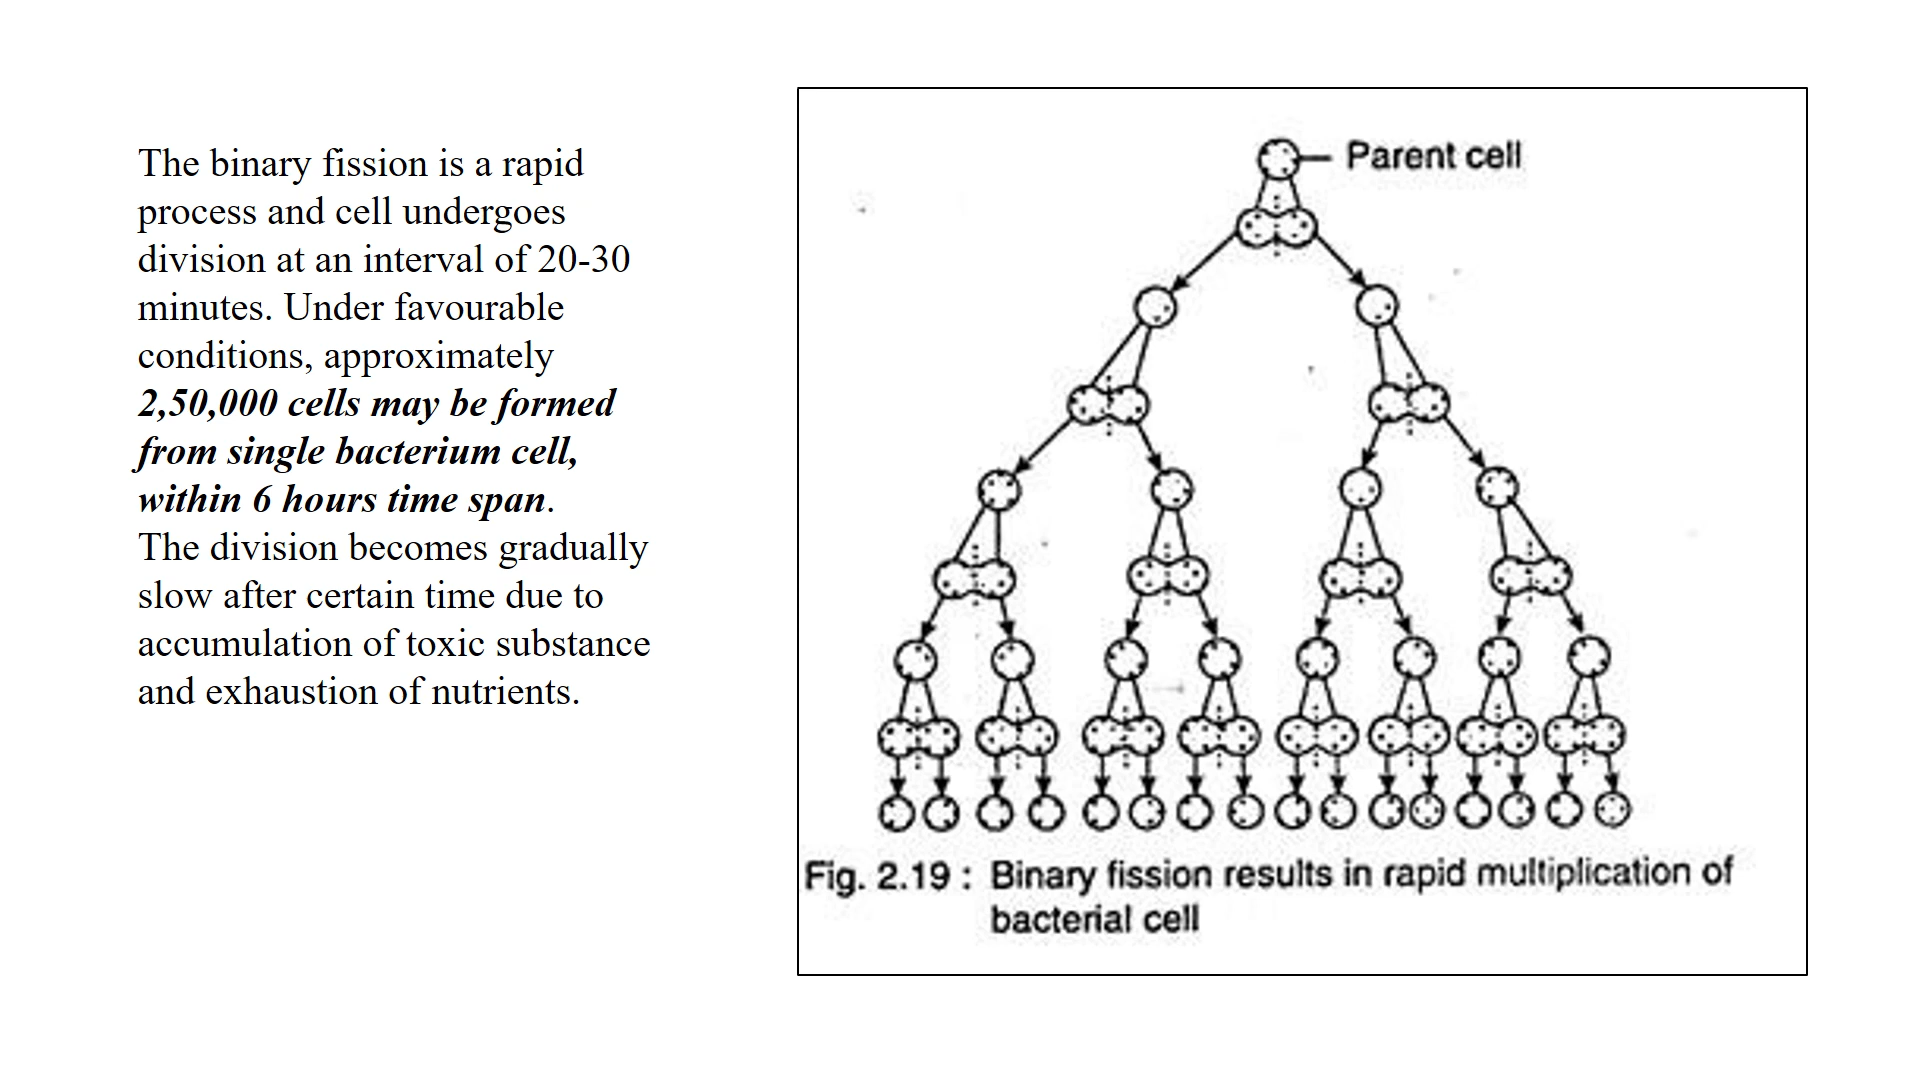 The binary fission is a rapid
process and cell undergoes
division at an interval of 20-30
minutes. Under favourable
conditions, approximately
2,50,000 cells may be formed
from single bacterium cell,
within 6 hours time span.
The division becomes gradually
slow after certain time due to
accumulation of toxic substance
and exhaustion of nutrients.
Parent cell
Fig. 2.19 : Binary fission results in rapid multiplication of
bacterial cell